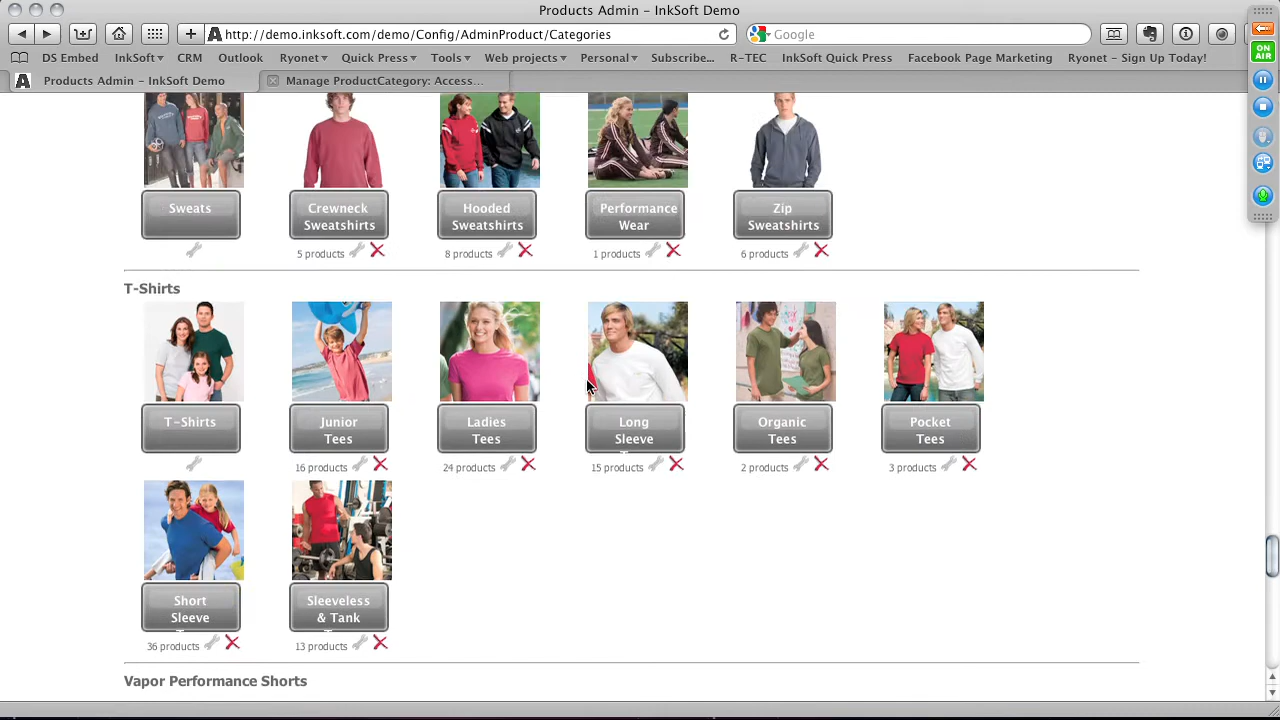 Products Admin – InkSoft Demo
http://demo.inksoft.com/demo/Config/AdminProduct/Categories
Google
DS Embed InkSoft▾ CRM Outlook Ryonet▾ Quick Press▾ Tools▾ Web projects▾ Personal▾ Subscribe... R-TEC InkSoft Quick Press Facebook Page Marketing Ryonet – Sign Up Today!
ON AIR
Products Admin – InkSoft Demo
Manage ProductCategory: Access...
Sweats
Crewneck Sweatshirts
Hooded Sweatshirts
Performance Wear
Zip Sweatshirts
5 products
8 products
1 products
6 products
T-Shirts
T-Shirts
Junior Tees
Ladies Tees
Long Sleeve
Organic Tees
Pocket Tees
16 products
24 products
15 products
2 products
3 products
Short Sleeve
Sleeveless & Tank
36 products
13 products
Vapor Performance Shorts